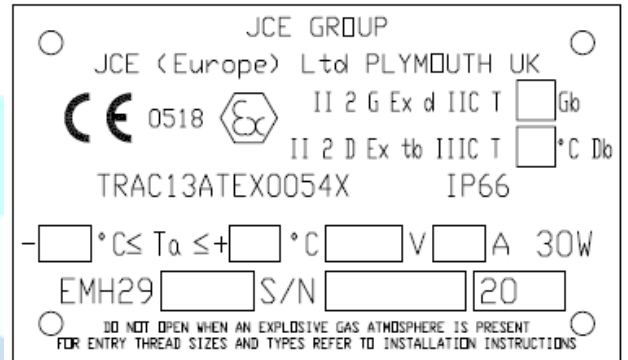 JCE GROUP
JCE (Europe) Ltd PLYMOUTH UK
CE 0518 Ex II 2 G Ex d IIC T Gb
II 2 D Ex tb IIIC T °C Db
TRAC13ATEX0054X IP66
- °C≤ Ta ≤+ °C V A 30W
EMH29 S/N 20
DO NOT OPEN WHEN AN EXPLOSIVE GAS ATMOSPHERE IS PRESENT
FOR ENTRY THREAD SIZES AND TYPES REFER TO INSTALLATION INSTRUCTIONS